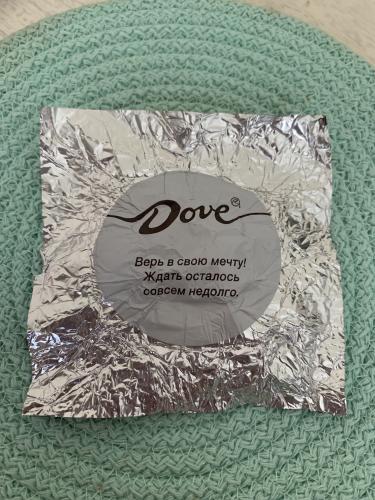 Dove
Верь в свою мечту!
Ждать осталось
совсем недолго.